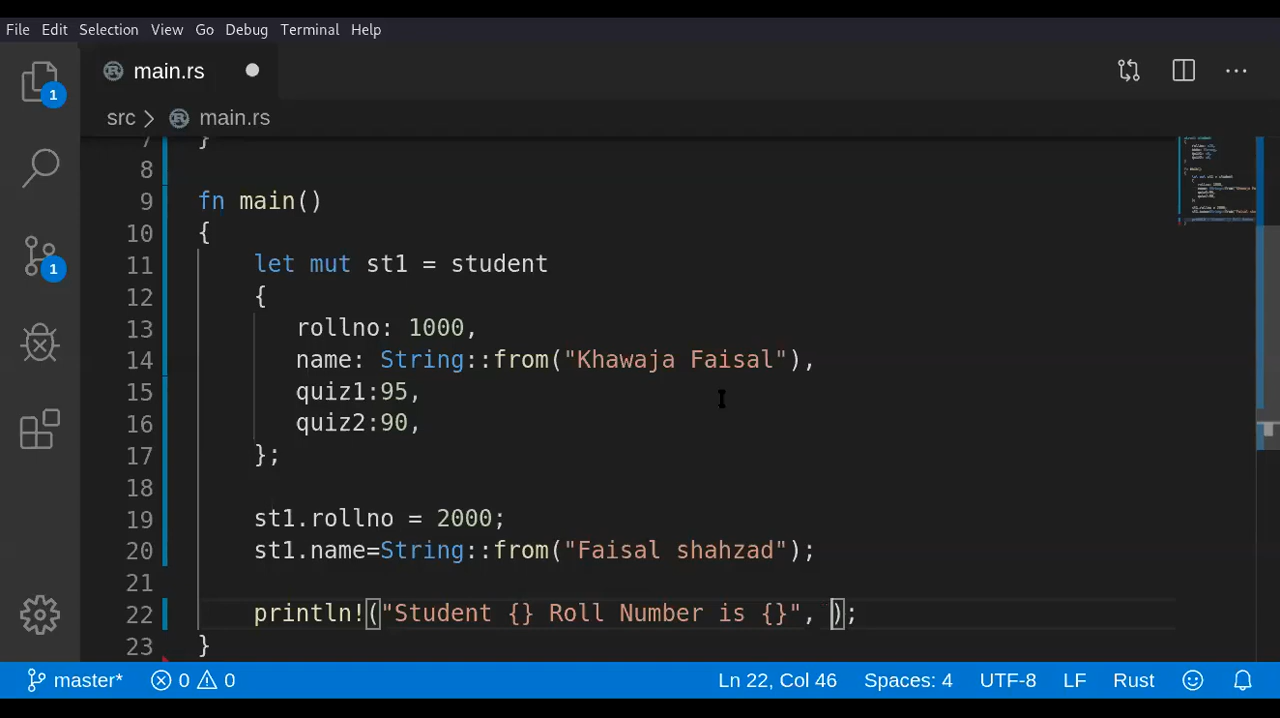 File Edit Selection View Go Debug Terminal Help
main.rs
1
src > main.rs
7 }
8
9 fn main()
10 {
11 let mut st1 = student
12 {
13 rollno: 1000,
14 name: String::from("Khawaja Faisal"),
15 quiz1:95,
16 quiz2:90,
17 };
18
19 st1.rollno = 2000;
20 st1.name=String::from("Faisal shahzad");
21
22 println!("Student {} Roll Number is {}", );
23 }
1
master* 0 0 Ln 22, Col 46 Spaces: 4 UTF-8 LF Rust